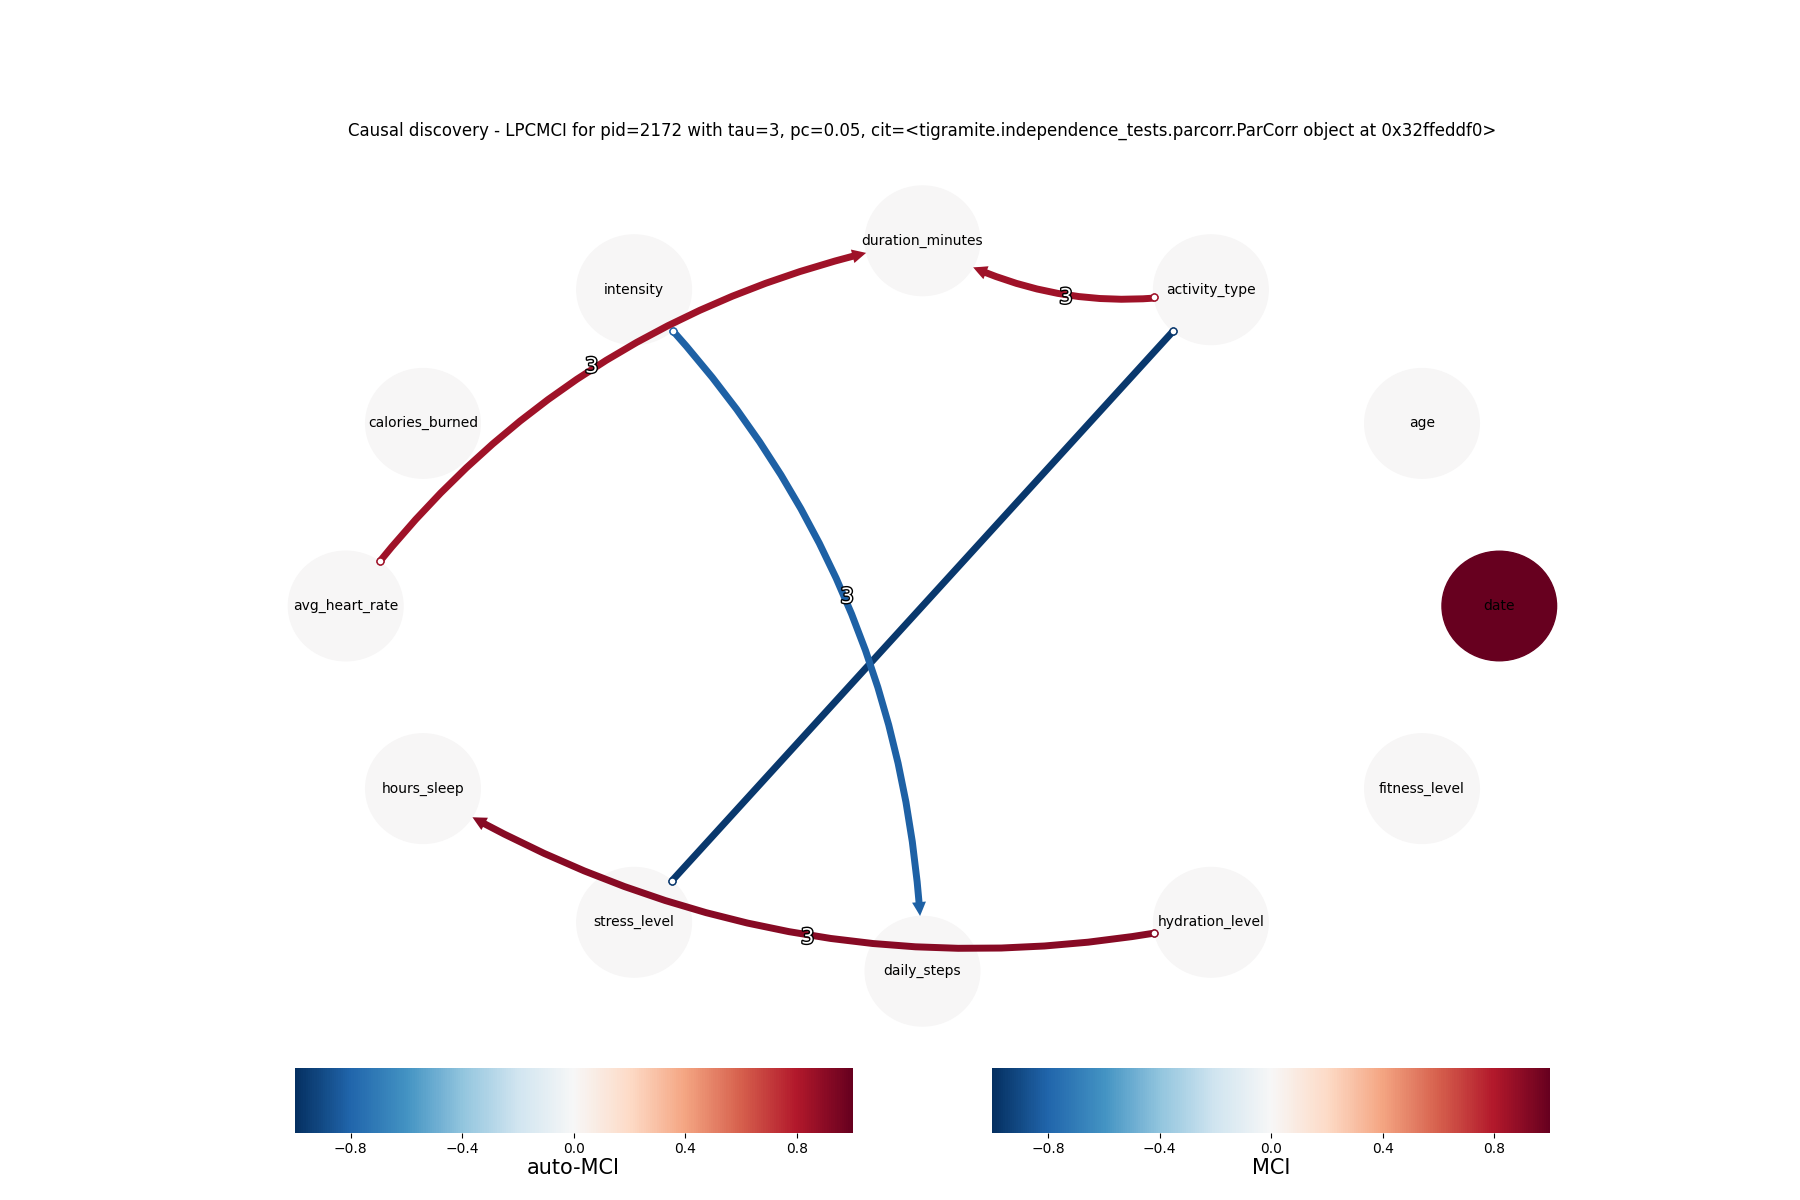 Causal discovery - LPCMCI for pid=2172 with tau=3, pc=0.05, cit=<tigramite.independence_tests.parcorr.ParCorr object at 0x32ffeddf0>
duration_minutes
intensity
activity_type
3
3
calories_burned
age
3
avg_heart_rate
date
hours_sleep
fitness_level
stress_level
hydration_level
3
daily_steps
−0.8 −0.4 0.0 0.4 0.8
auto-MCI
−0.8 −0.4 0.0 0.4 0.8
MCI